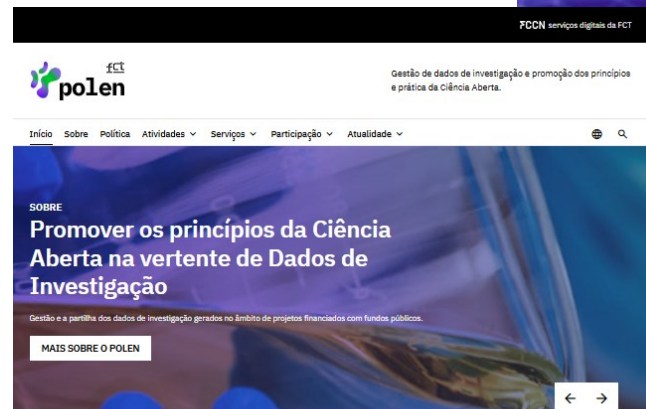 FCCN serviços digitais da FCT
fct
polen
Gestão de dados de investigação e promoção dos princípios
e prática da Ciência Aberta.
Início Sobre Política Atividades Serviços Participação Atualidade
SOBRE
Promover os princípios da Ciência
Aberta na vertente de Dados de
Investigação
Gestão e a partilha dos dados de investigação gerados no âmbito de projetos financiados com fundos públicos.
MAIS SOBRE O POLEN